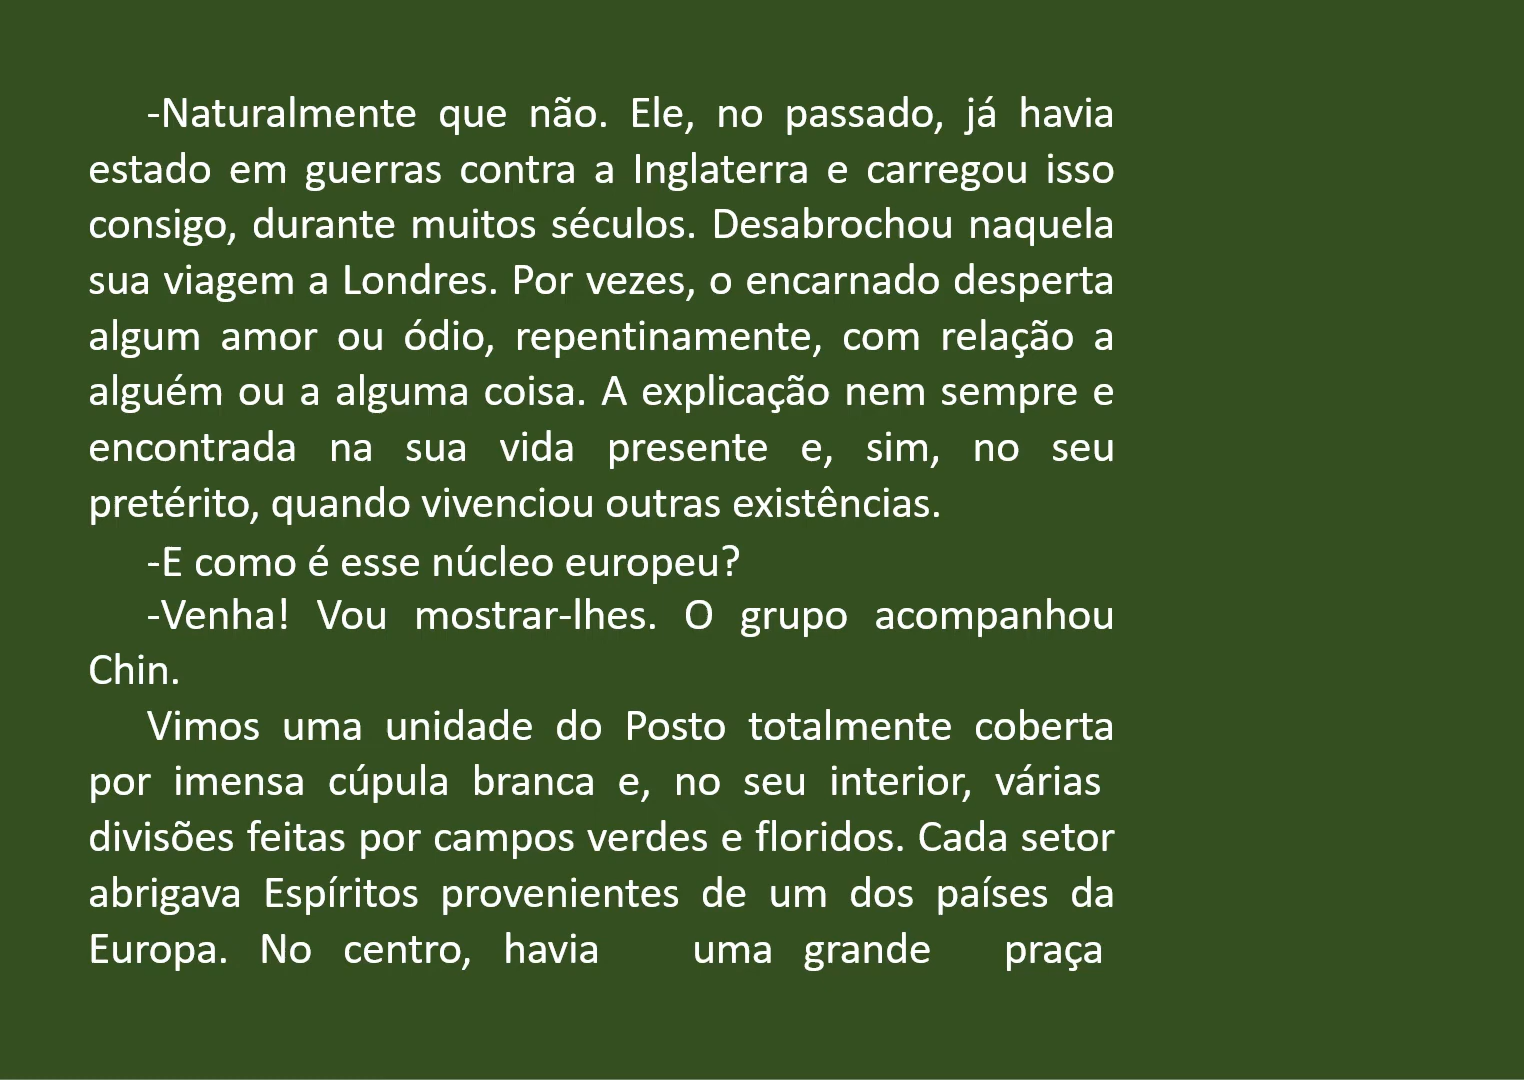 -Naturalmente que não. Ele, no passado, já havia
estado em guerras contra a Inglaterra e carregou isso
consigo, durante muitos séculos. Desabrochou naquela
sua viagem a Londres. Por vezes, o encarnado desperta
algum amor ou ódio, repentinamente, com relação a
alguém ou a alguma coisa. A explicação nem sempre e
encontrada na sua vida presente e, sim, no seu
pretérito, quando vivenciou outras existências.
-E como é esse núcleo europeu?
-Venha! Vou mostrar-lhes. O grupo acompanhou
Chin.
Vimos uma unidade do Posto totalmente coberta
por imensa cúpula branca e, no seu interior, várias
divisões feitas por campos verdes e floridos. Cada setor
abrigava Espíritos provenientes de um dos países da
Europa. No centro, havia uma grande praça